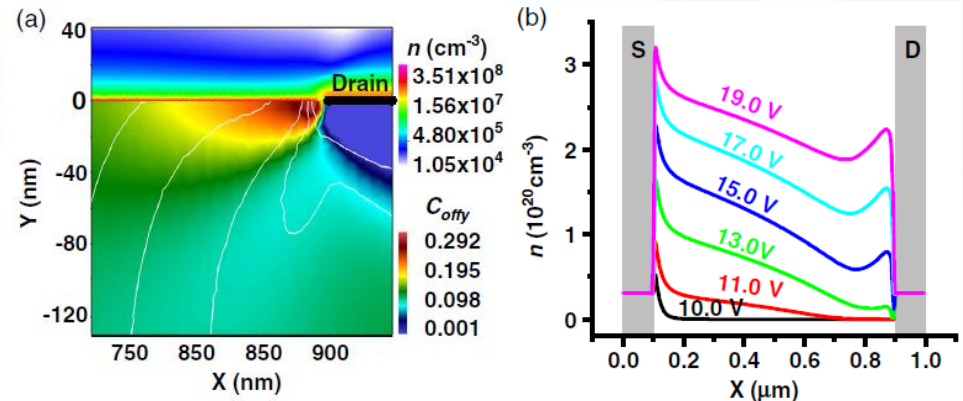 (a)
40
0
-40
-80
-120
Y (nm)
750 850 850 900
X (nm)
Drain
n (cm⁻³)
3.51x10⁸
1.56x10⁷
4.80x10⁵
1.05x10⁴
C_offy
0.292
0.195
0.098
0.001
(b)
n (10²⁰cm⁻³)
3
2
1
0
S
D
19.0 V
17.0 V
15.0 V
13.0V
11.0 V
10.0 V
0.0 0.2 0.4 0.6 0.8 1.0
X (μm)